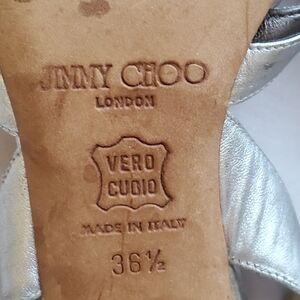 JIMMY CHOO
LONDON
VERO
CUOIO
MADE IN ITALY
36½